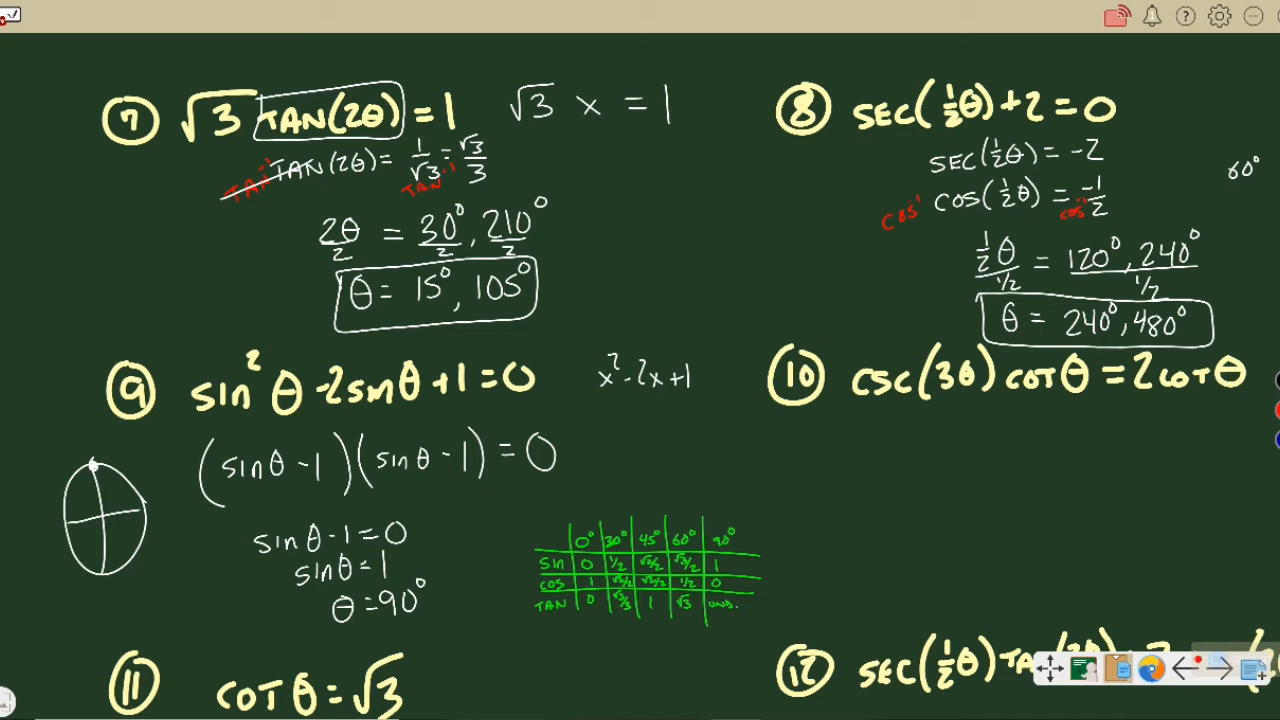 ⑦ √3 TAN(2θ) = 1
√3 x = 1
TAN⁻¹ TAN(2θ) = 1/√3 = √3/3
TAN⁻¹
2θ/2 = 30°/2, 210°/2
θ = 15°, 105°
⑧ SEC(½θ) + 2 = 0
SEC(½θ) = -2
60°
COS⁻¹ COS(½θ) = -1/2
COS⁻¹
½θ/1/2 = 120°, 240°/1/2
θ = 240°, 480°
⑨ sin²θ - 2sinθ + 1 = 0
x² - 2x + 1
(sinθ - 1)(sinθ - 1) = 0
sinθ - 1 = 0
sinθ = 1
θ = 90°
0° 30° 45° 60° 90°
sin 0 1/2 √2/2 √3/2 1
cos 1 √3/2 √2/2 1/2 0
TAN 0 √3/3 1 √3 UND.
⑩ csc(3θ) cotθ = 2cotθ
⑪ cotθ = √3
⑫ SEC(½θ)